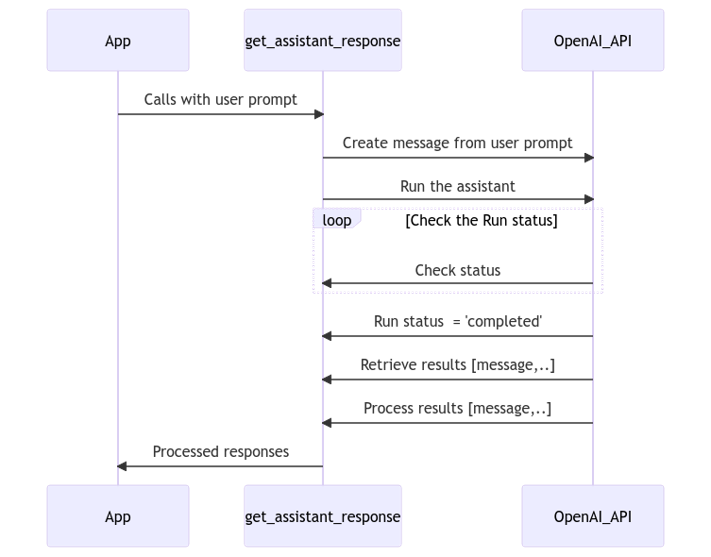 App
get_assistant_response
OpenAI_API
Calls with user prompt
Create message from user prompt
Run the assistant
loop
[Check the Run status]
Check status
Run status  = 'completed'
Retrieve results [message,..]
Process results [message,..]
Processed responses
App
get_assistant_response
OpenAI_API